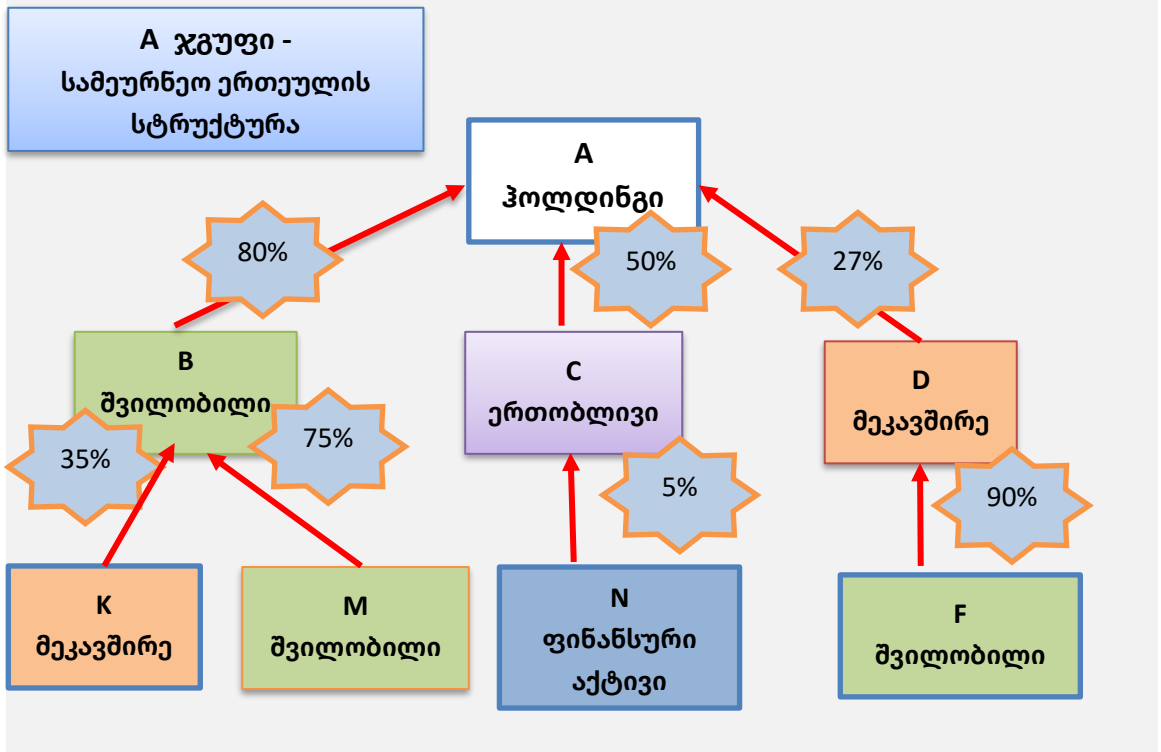 A ჯგუფი -
სამეურნეო ერთეულის
სტრუქტურა
A
ჰოლდინგი
80%
50%
27%
B
შვილობილი
C
ერთობლივი
D
მეკავშირე
35%
75%
5%
90%
K
მეკავშირე
M
შვილობილი
N
ფინანსური
აქტივი
F
შვილობილი